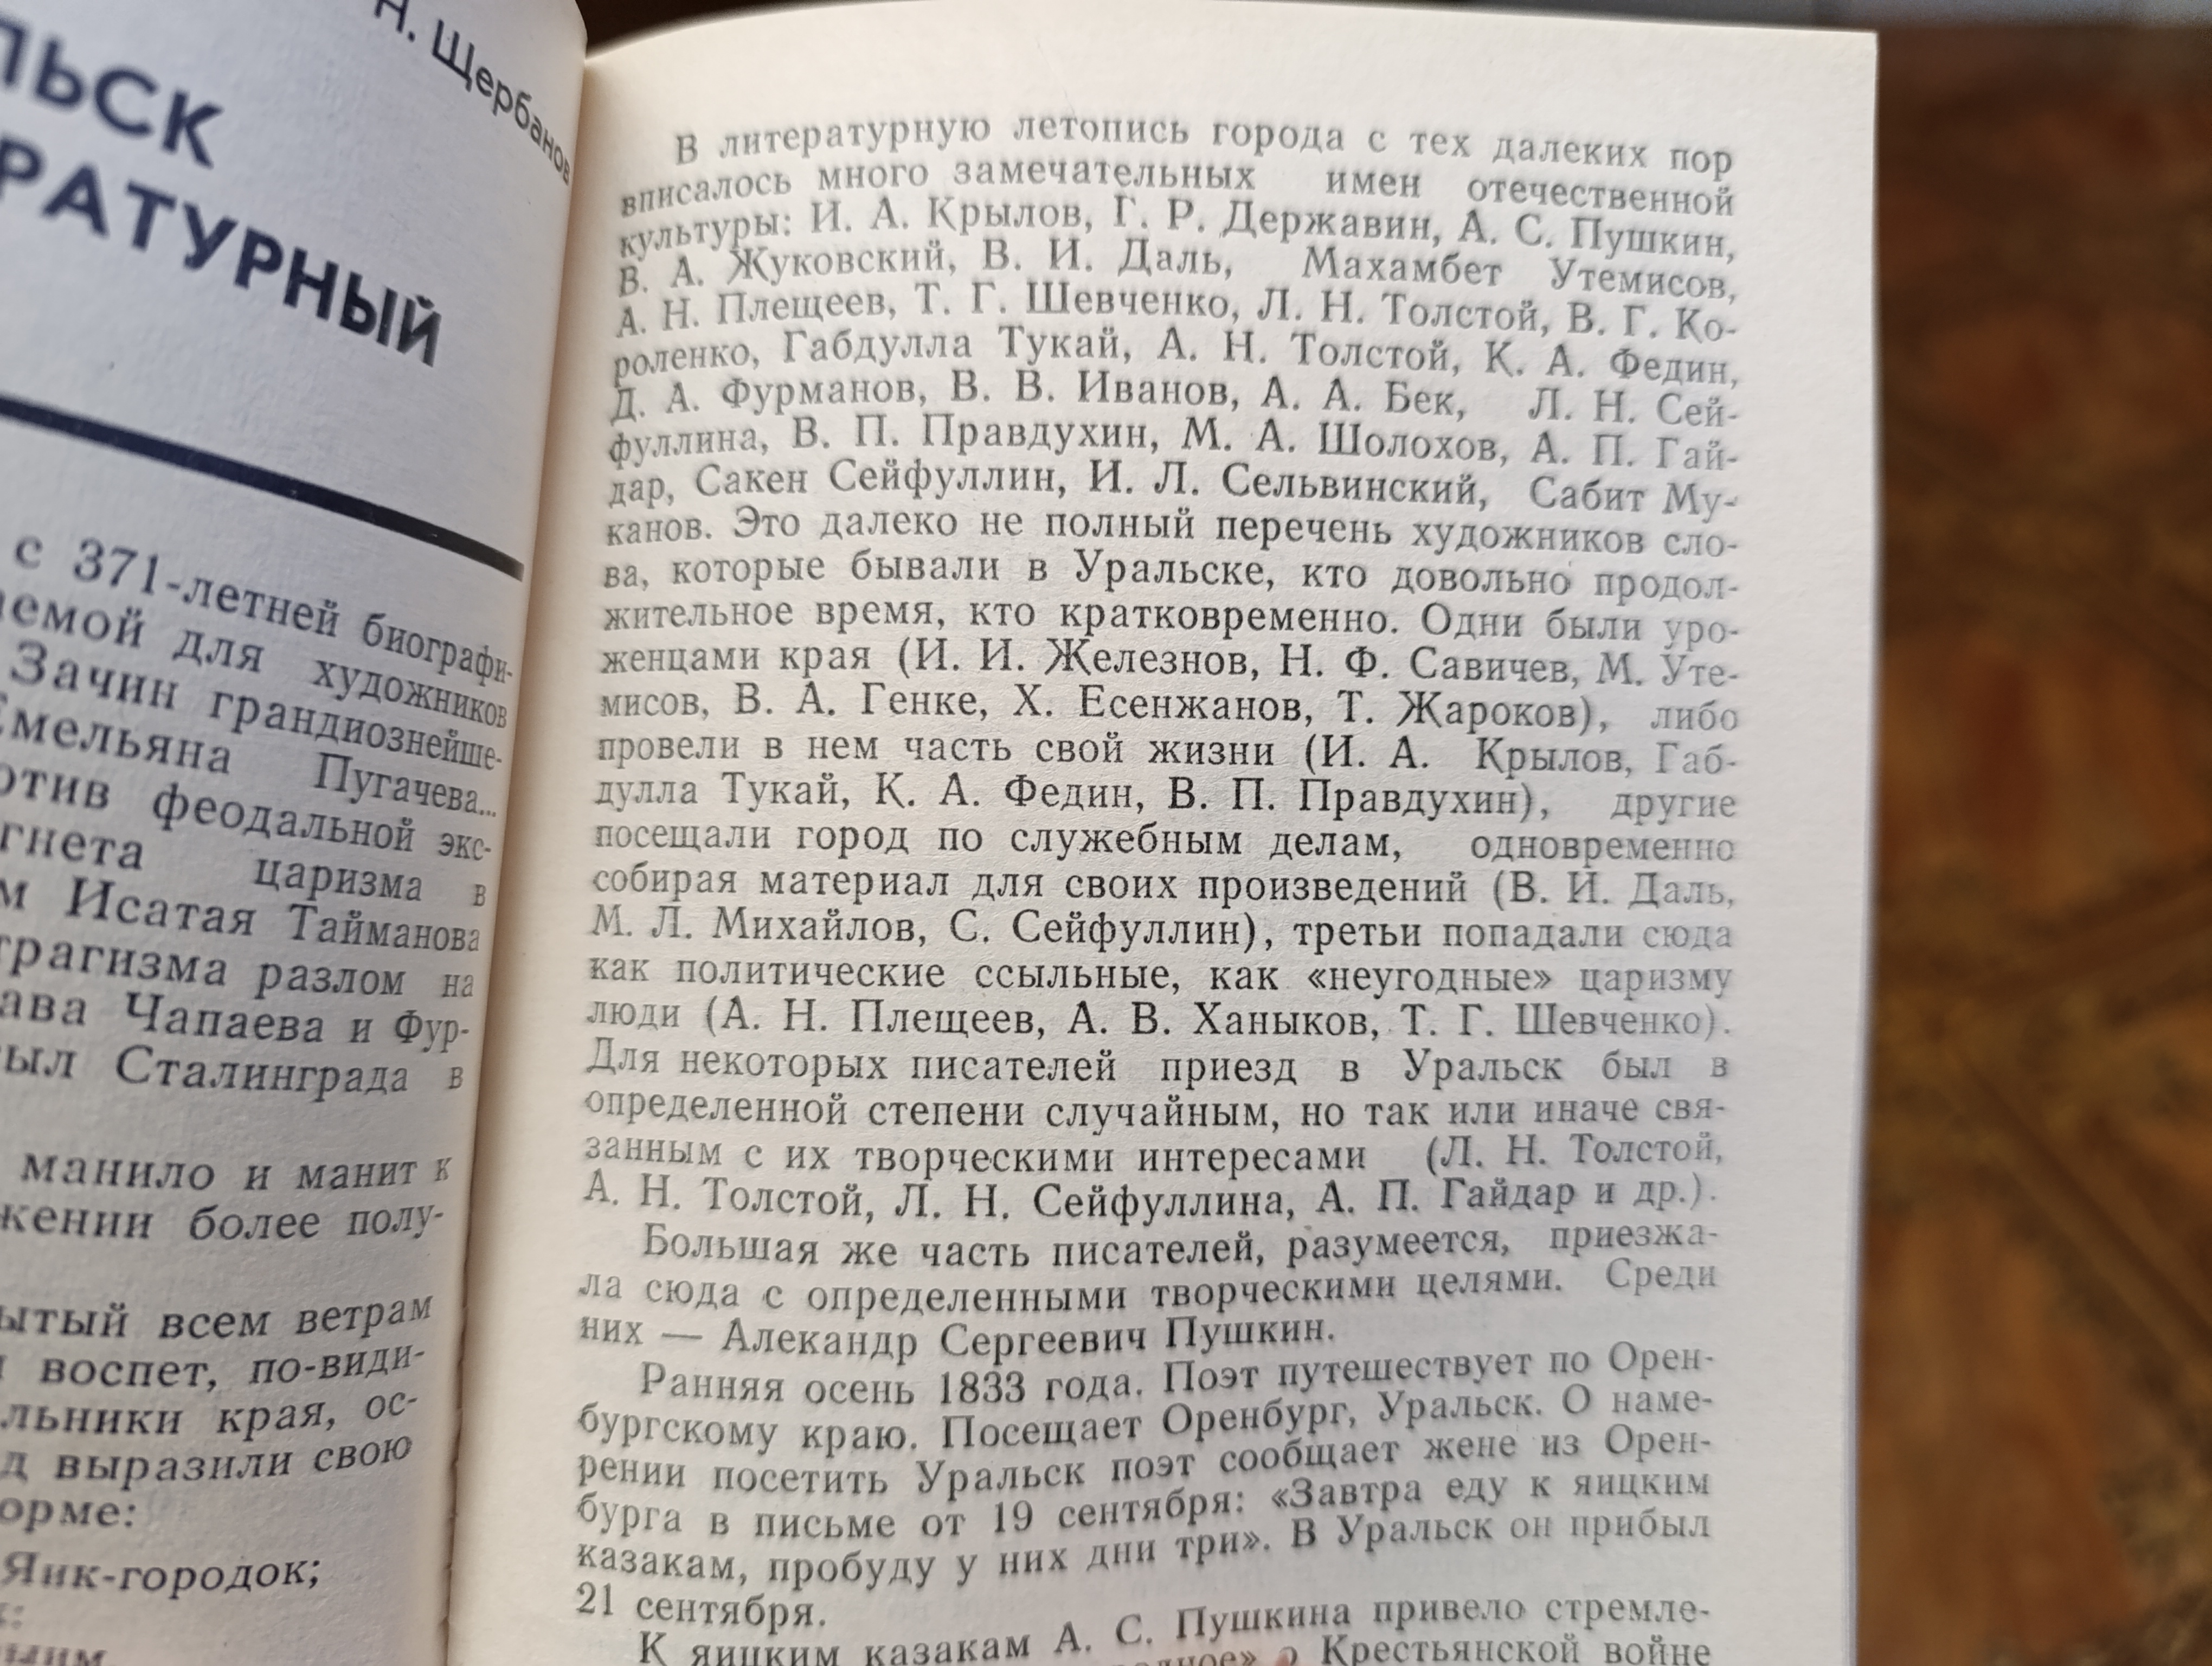 Н. Щербанов
ЛЬСК
РАТУРНЫЙ
с 371-летней биографи-
аемой для художников
Зачин грандиознейше-
Емельяна Пугачева...
отив феодальной экс-
гнета царизма в
м Исатая Тайманова
трагизма разлом на
ава Чапаева и Фур-
был Сталинграда в
манило и манит к
жении более полу-
ытый всем ветрам
воспет, по-види-
льники края, ос-
д выразили свою
орме:
Яик-городок;
В литературную летопись города с тех далеких пор
вписалось много замечательных имен отечественной
культуры: И. А. Крылов, Г. Р. Державин, А. С. Пушкин,
В. А. Жуковский, В. И. Даль, Махамбет Утемисов,
А. Н. Плещеев, Т. Г. Шевченко, Л. Н. Толстой, В. Г. Ко-
роленко, Габдулла Тукай, А. Н. Толстой, К. А. Федин,
Д. А. Фурманов, В. В. Иванов, А. А. Бек, Л. Н. Сей-
фуллина, В. П. Правдухин, М. А. Шолохов, А. П. Гай-
дар, Сакен Сейфуллин, И. Л. Сельвинский, Сабит Му-
канов. Это далеко не полный перечень художников сло-
ва, которые бывали в Уральске, кто довольно продол-
жительное время, кто кратковременно. Одни были уро-
женцами края (И. И. Железнов, Н. Ф. Савичев, М. Уте-
мисов, В. А. Генке, Х. Есенжанов, Т. Жароков), либо
провели в нем часть свой жизни (И. А. Крылов, Габ-
дулла Тукай, К. А. Федин, В. П. Правдухин), другие
посещали город по служебным делам, одновременно
собирая материал для своих произведений (В. И. Даль,
М. Л. Михайлов, С. Сейфуллин), третьи попадали сюда
как политические ссыльные, как «неугодные» царизму
люди (А. Н. Плещеев, А. В. Ханыков, Т. Г. Шевченко).
Для некоторых писателей приезд в Уральск был в
определенной степени случайным, но так или иначе свя-
занным с их творческими интересами (Л. Н. Толстой,
А. Н. Толстой, Л. Н. Сейфуллина, А. П. Гайдар и др.).
Большая же часть писателей, разумеется, приезжа-
ла сюда с определенными творческими целями. Среди
них — Алекандр Сергеевич Пушкин.
Ранняя осень 1833 года. Поэт путешествует по Орен-
бургскому краю. Посещает Оренбург, Уральск. О наме-
рении посетить Уральск поэт сообщает жене из Орен-
бурга в письме от 19 сентября: «Завтра еду к яицким
казакам, пробуду у них дни три». В Уральск он прибыл
21 сентября.
К яицким казакам А. С. Пушкина привело стремле-
о Крестьянской войне